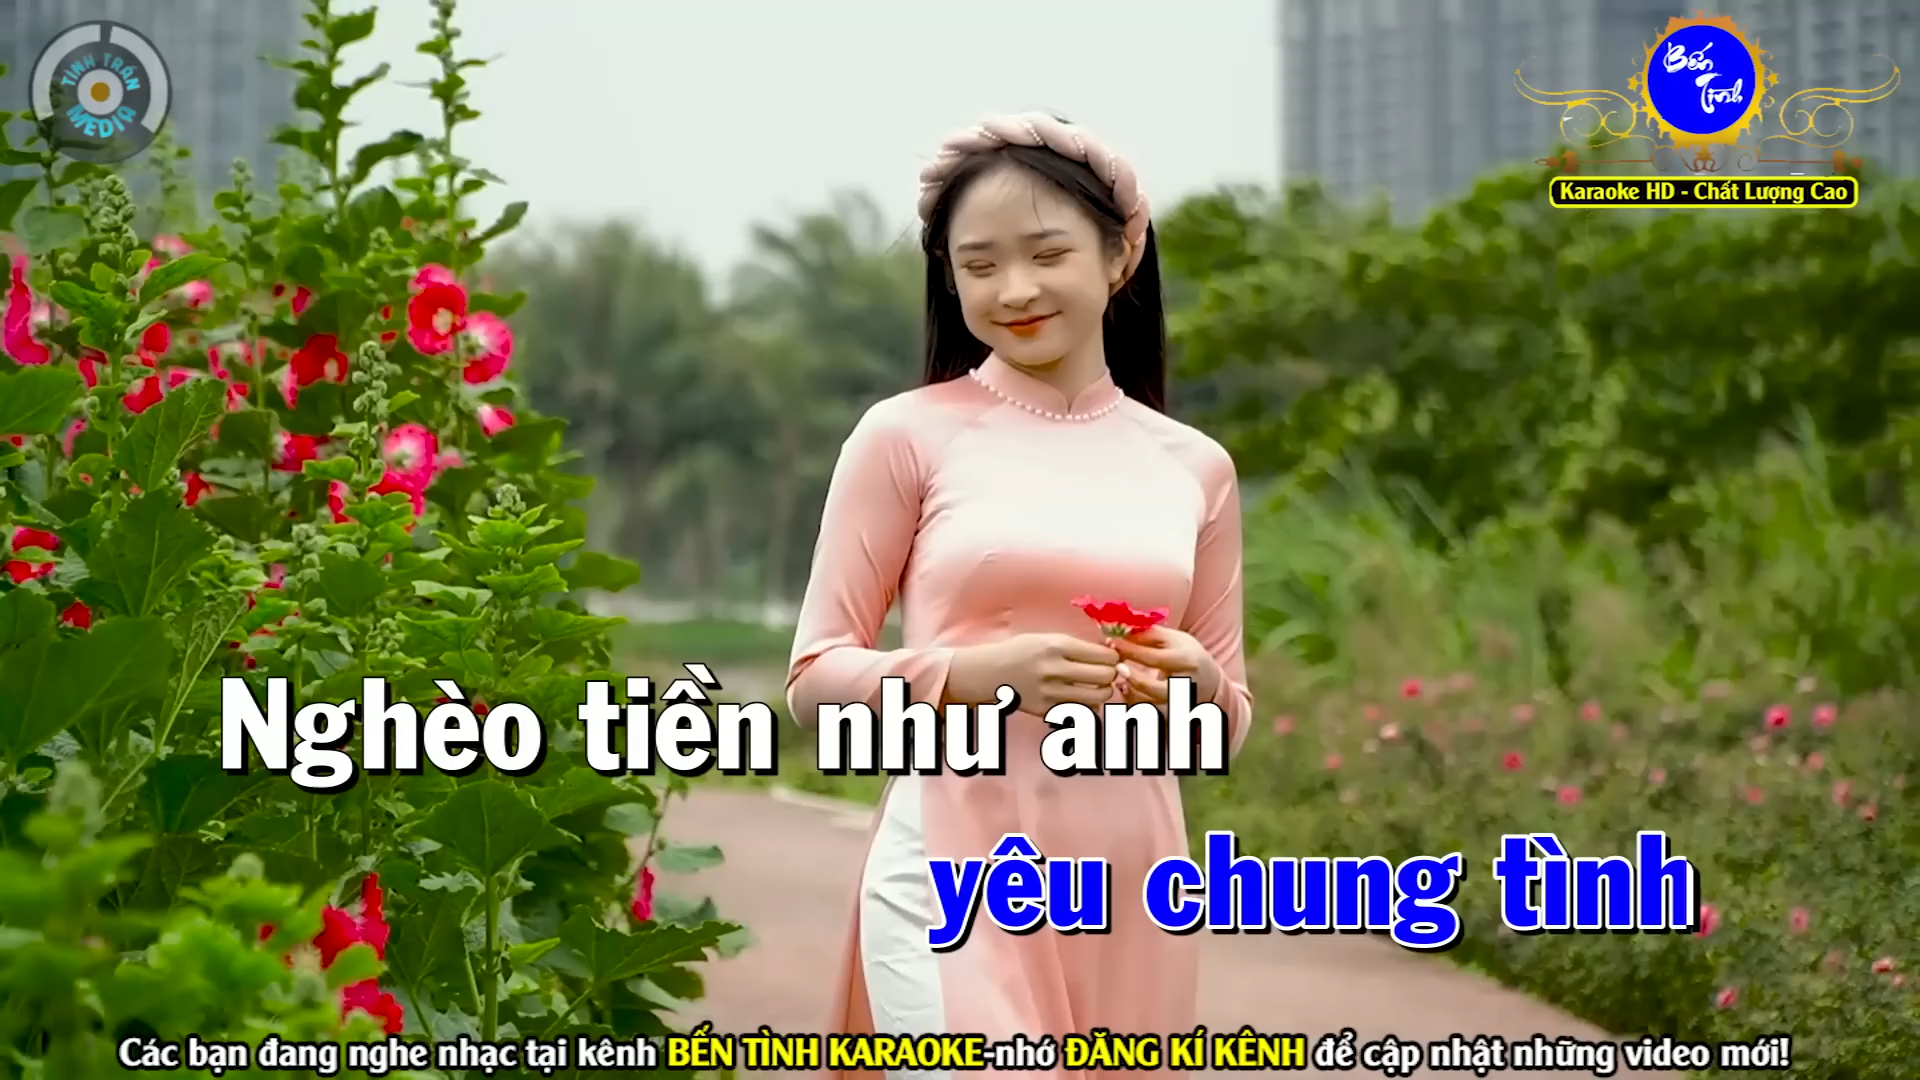 TÌNH TRẦN
MEDIA
Bến
Tình
Karaoke HD - Chất Lượng Cao
Nghèo tiền như anh
yêu chung tình
Các bạn đang nghe nhạc tại kênh BẾN TÌNH KARAOKE-nhớ ĐĂNG KÍ KÊNH để cập nhật những video mới!